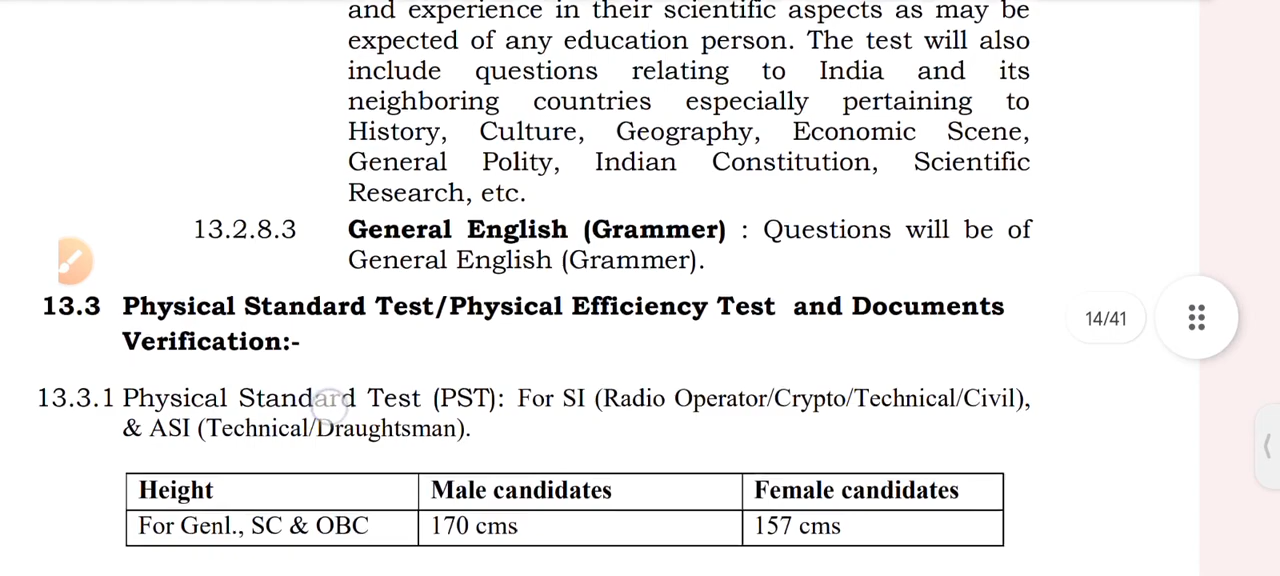 and experience in their scientific aspects as may be
expected of any education person. The test will also
include questions relating to India and its
neighboring countries especially pertaining to
History, Culture, Geography, Economic Scene,
General Polity, Indian Constitution, Scientific
Research, etc.
13.2.8.3 General English (Grammer) : Questions will be of
General English (Grammer).
13.3 Physical Standard Test/Physical Efficiency Test and Documents
Verification:-
14/41
13.3.1 Physical Standard Test (PST): For SI (Radio Operator/Crypto/Technical/Civil),
& ASI (Technical/Draughtsman).
Height Male candidates Female candidates
For Genl., SC & OBC 170 cms 157 cms